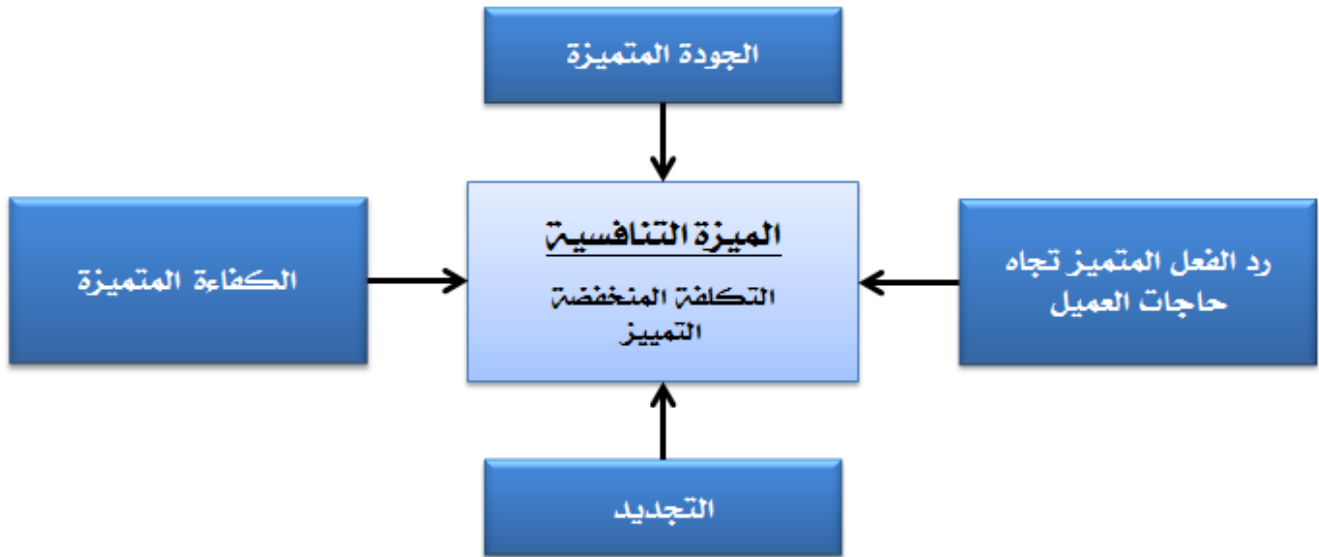 الجودة المتميزة
الميزة التنافسية
التكلفة المنخفضة
التمييز
رد الفعل المتميز تجاه
حاجات العميل
الكفاءة المتميزة
التجديد